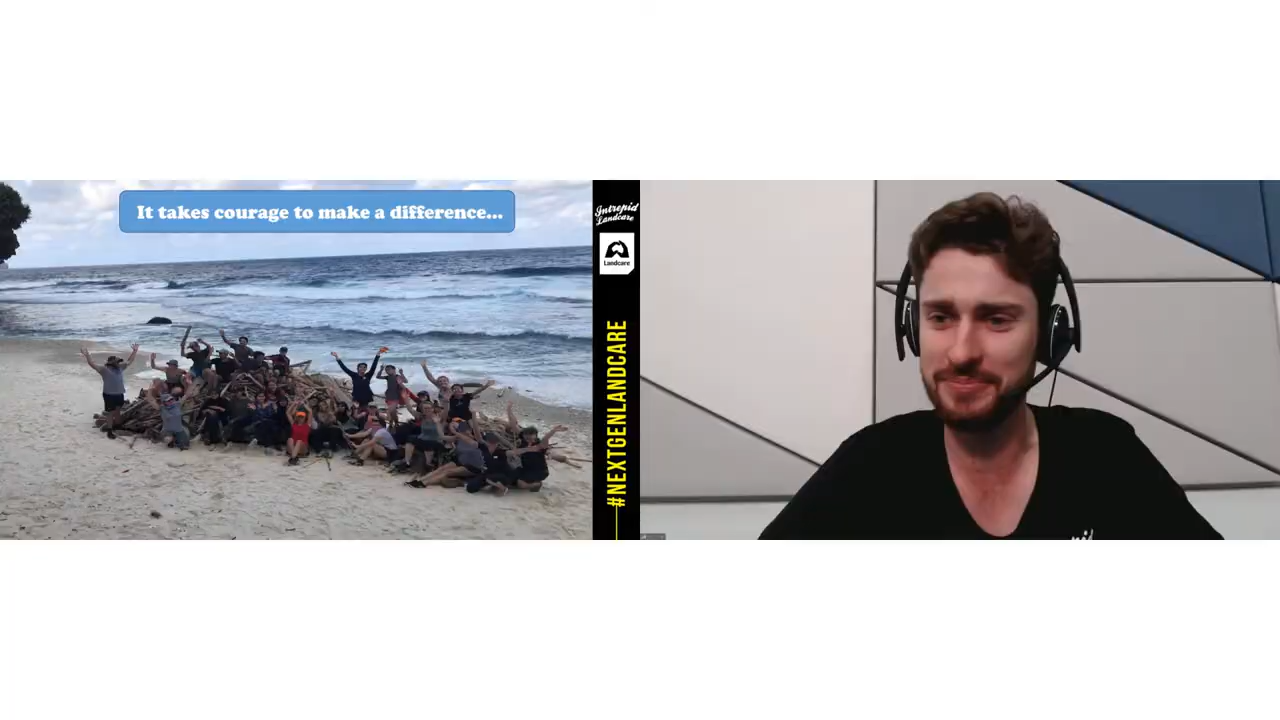 It takes courage to make a difference...
Intrepid
Landcare
Landcare
#NEXTGENLANDCARE